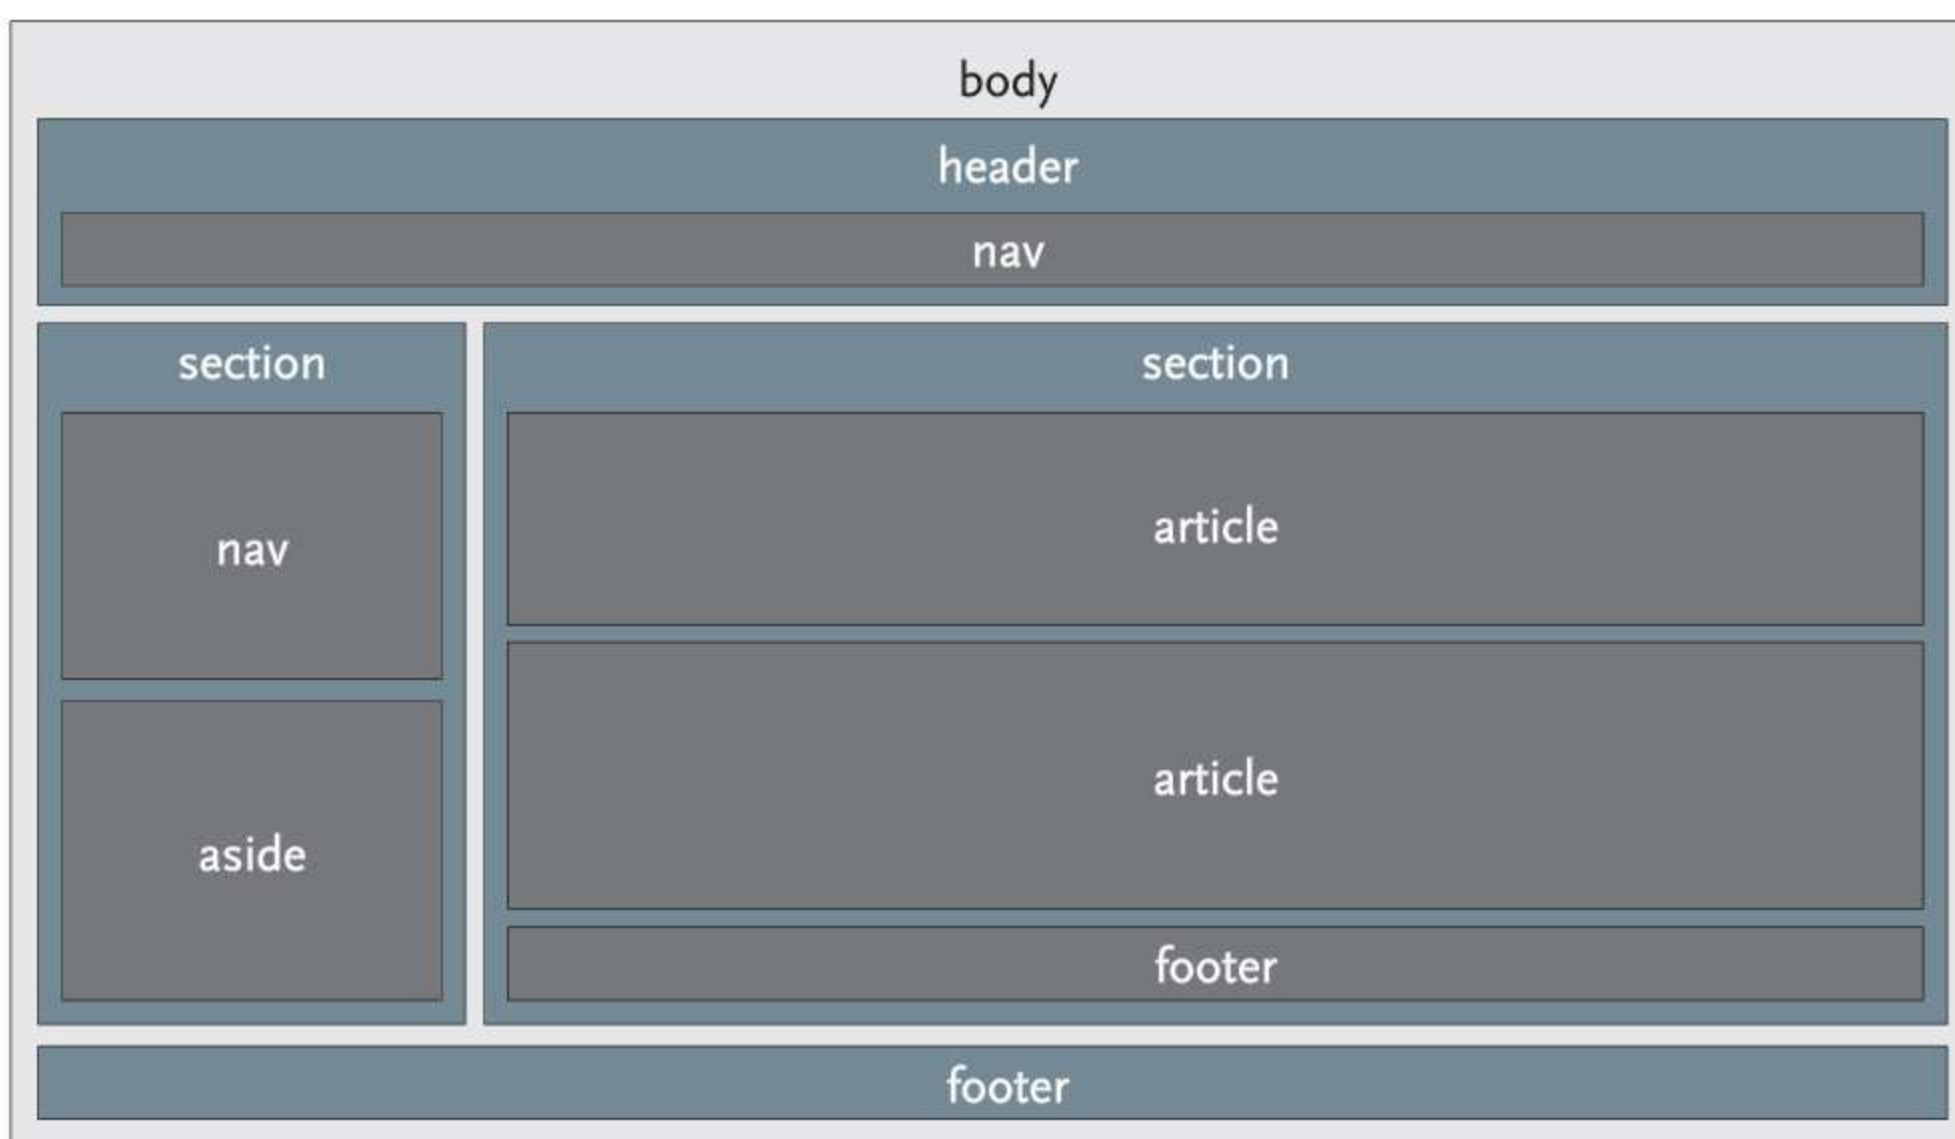 body
header
nav
section
nav
aside
section
article
article
footer
footer